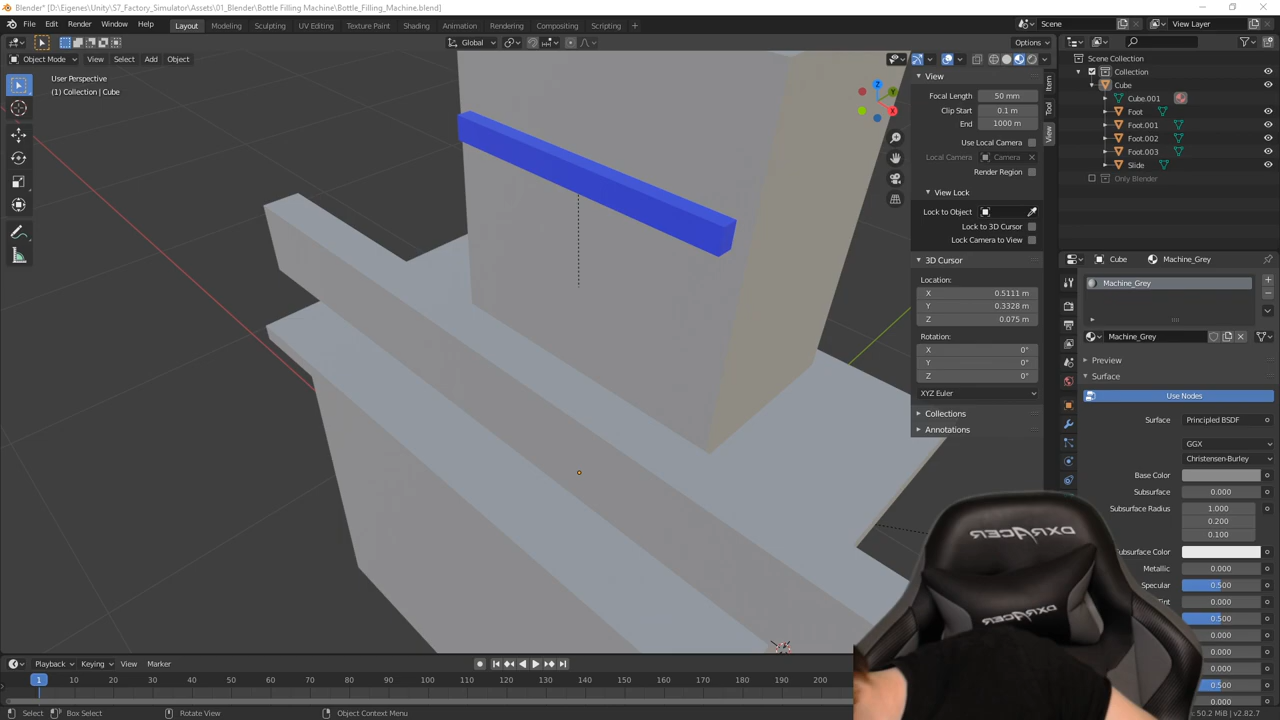 Blender* [D:\Eigenes\Unity\S7_Factory_Simulator\Assets\01_Blender\Bottle Filling Machine\Bottle_Filling_Machine.blend]
File Edit Render Window Help Layout Modeling Sculpting UV Editing Texture Paint Shading Animation Rendering Compositing Scripting + Scene View Layer
Global Options
Object Mode View Select Add Object
User Perspective
(1) Collection | Cube
Z
Y
X
View
Focal Length 50 mm
Clip Start 0.1 m
End 1000 m
Use Local Camera
Local Camera Camera
Render Region
View Lock
Lock to Object
Lock to 3D Cursor
Lock Camera to View
3D Cursor
Location:
X 0.5111 m
Y 0.3328 m
Z 0.075 m
Rotation:
X 0°
Y 0°
Z 0°
XYZ Euler
Collections
Annotations
Item
Tool
View
Scene Collection
Collection
Cube
Cube.001
Foot
Foot.001
Foot.002
Foot.003
Slide
Only Blender
Cube Machine_Grey
Machine_Grey
Machine_Grey
Preview
Surface
Use Nodes
Surface Principled BSDF
GGX
Christensen-Burley
Base Color
Subsurface 0.000
Subsurface Radius 1.000
0.200
0.100
Subsurface Color
Metallic 0.000
Specular 0.500
0.000
0.500
0.000
0.000
0.000
0.500
0.000
DXRACER
DXRACER
Playback Keying View Marker
1 10 20 30 40 50 60 70 80 90 100 110 120 130 140 150 160 170 180 190 200
Select Box Select Rotate View Object Context Menu 50.2 MiB | v2.82.7